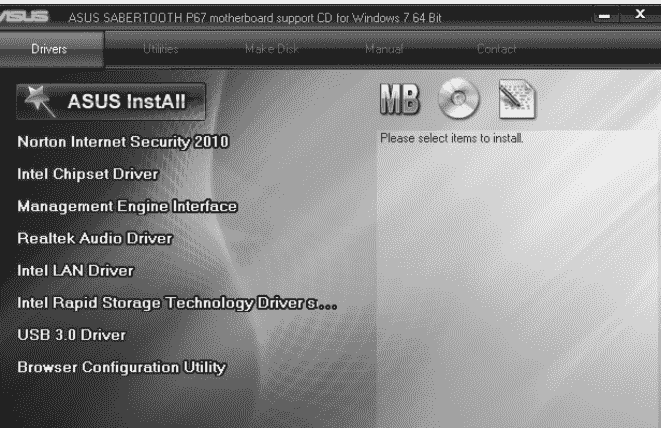 ASUS ASUS SABERTOOTH P67 motherboard support CD for Windows 7 64 Bit
Drivers Utilities Make Disk Manual Contact
ASUS InstAll
MB
Norton Internet Security 2010
Please select items to install.
Intel Chipset Driver
Management Engine Interface
Realtek Audio Driver
Intel LAN Driver
Intel Rapid Storage Technology Driver s...
USB 3.0 Driver
Browser Configuration Utility